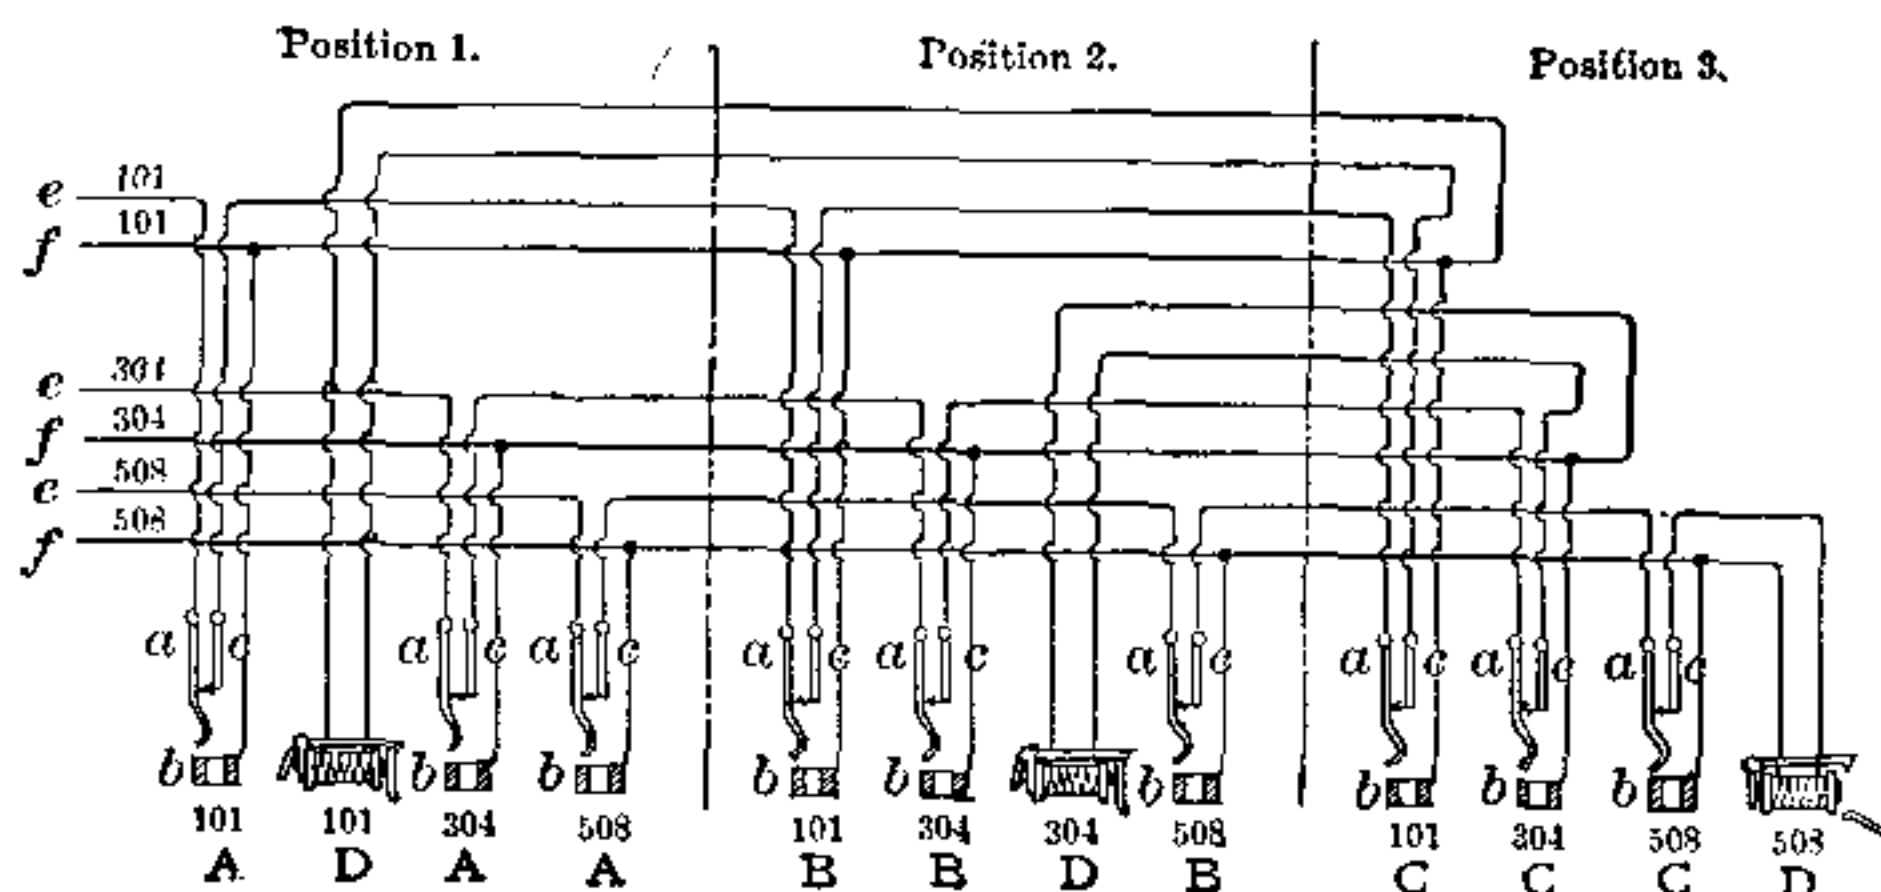 Position 1. Position 2. Position 3.
e 101
f 101
e 304
f 304
e 508
f 508
a c a c a c a c a c a c a c a c a c
b b b b b b b b b
101 101 304 508 101 304 304 508 101 304 508 508
A D A A B B D B C C C D